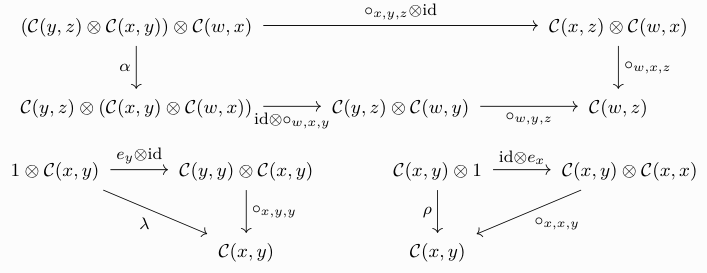 ∘x,y,z⊗id
(𝒞(y, z) ⊗ 𝒞(x, y)) ⊗ 𝒞(w, x) 𝒞(x, z) ⊗ 𝒞(w, x)
α ∘w,x,z
𝒞(y, z) ⊗ (𝒞(x, y) ⊗ 𝒞(w, x)) 𝒞(y, z) ⊗ 𝒞(w, y) 𝒞(w, z)
id⊗∘w,x,y ∘w,y,z
e_y⊗id id⊗e_x
1 ⊗ 𝒞(x, y) 𝒞(y, y) ⊗ 𝒞(x, y) 𝒞(x, y) ⊗ 1 𝒞(x, y) ⊗ 𝒞(x, x)
λ ∘x,y,y ρ ∘x,x,y
𝒞(x, y) 𝒞(x, y)